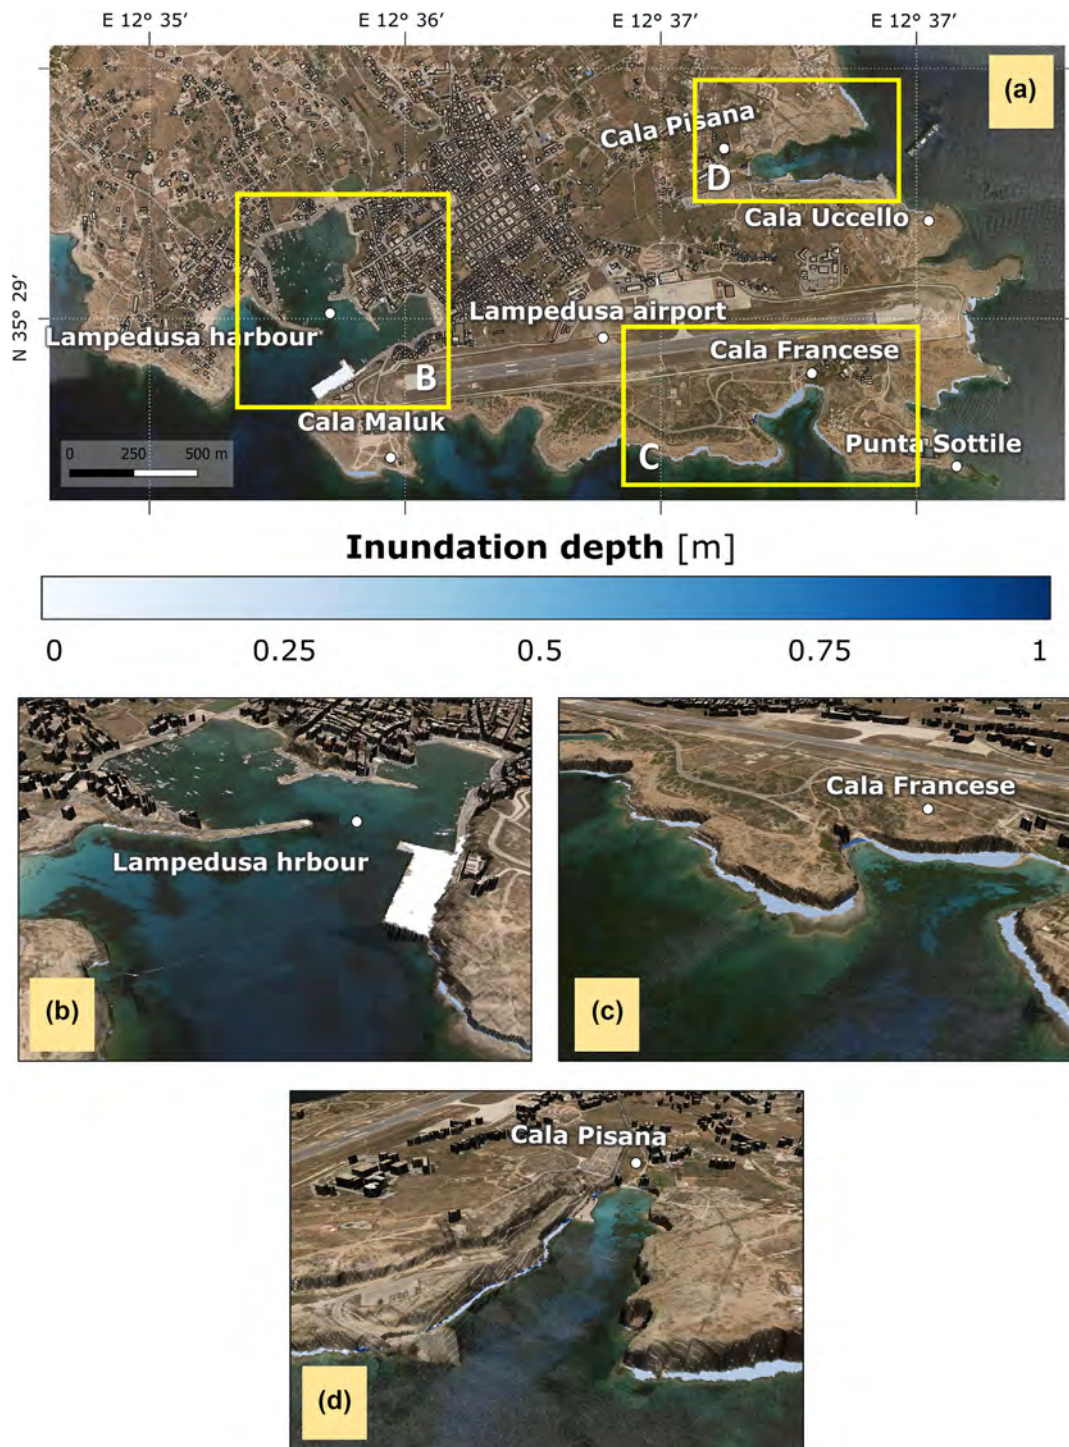 E 12° 35′ E 12° 36′ E 12° 37′ E 12° 37′
(a)
Cala Pisana
D
Cala Uccello
N 35° 29′
Lampedusa airport
Lampedusa harbour
Cala Francese
B
Cala Maluk
Punta Sottile
C
0 250 500 m
Inundation depth [m]
0 0.25 0.5 0.75 1
Lampedusa hrbour
(b)
Cala Francese
(c)
Cala Pisana
(d)